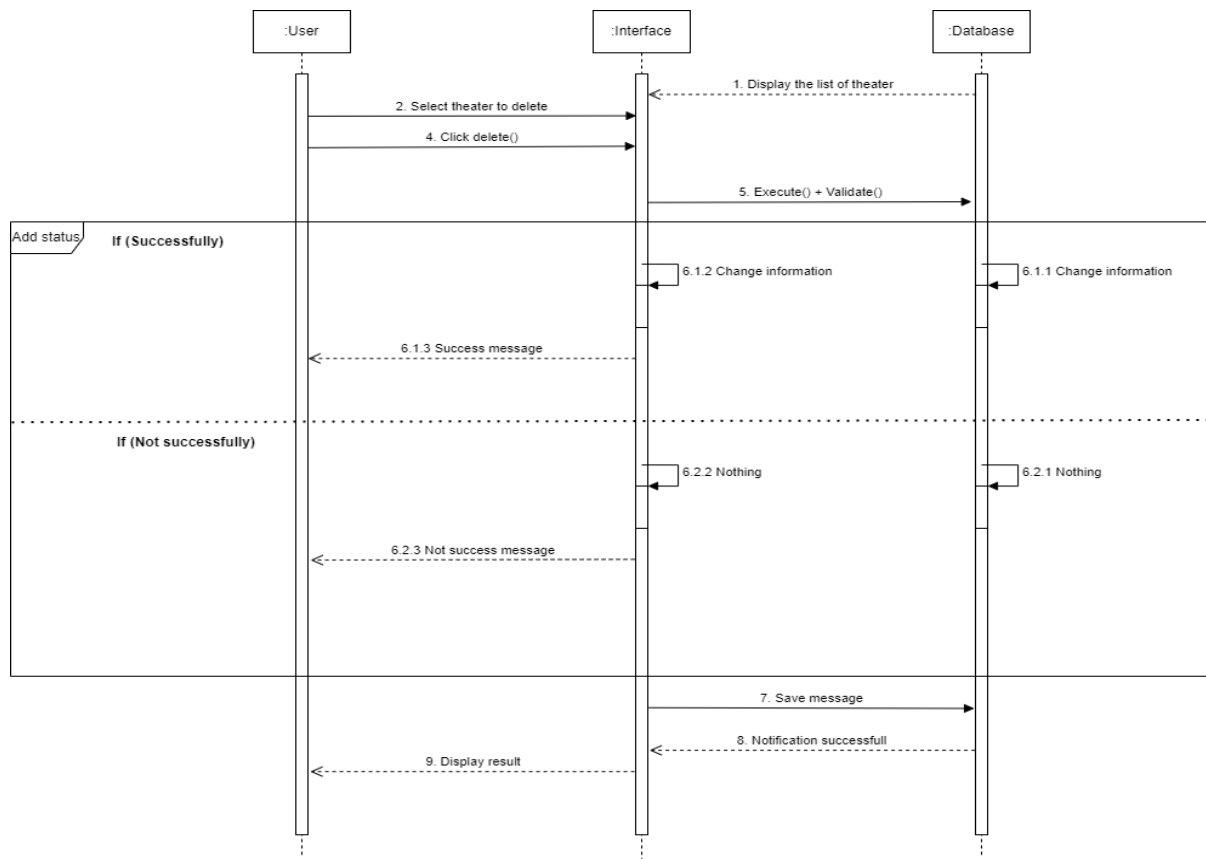 :User
:Interface
:Database
1. Display the list of theater
2. Select theater to delete
4. Click delete()
5. Execute() + Validate()
Add status
If (Successfully)
6.1.2 Change information
6.1.1 Change information
6.1.3 Success message
If (Not successfully)
6.2.2 Nothing
6.2.1 Nothing
6.2.3 Not success message
7. Save message
8. Notification successfull
9. Display result